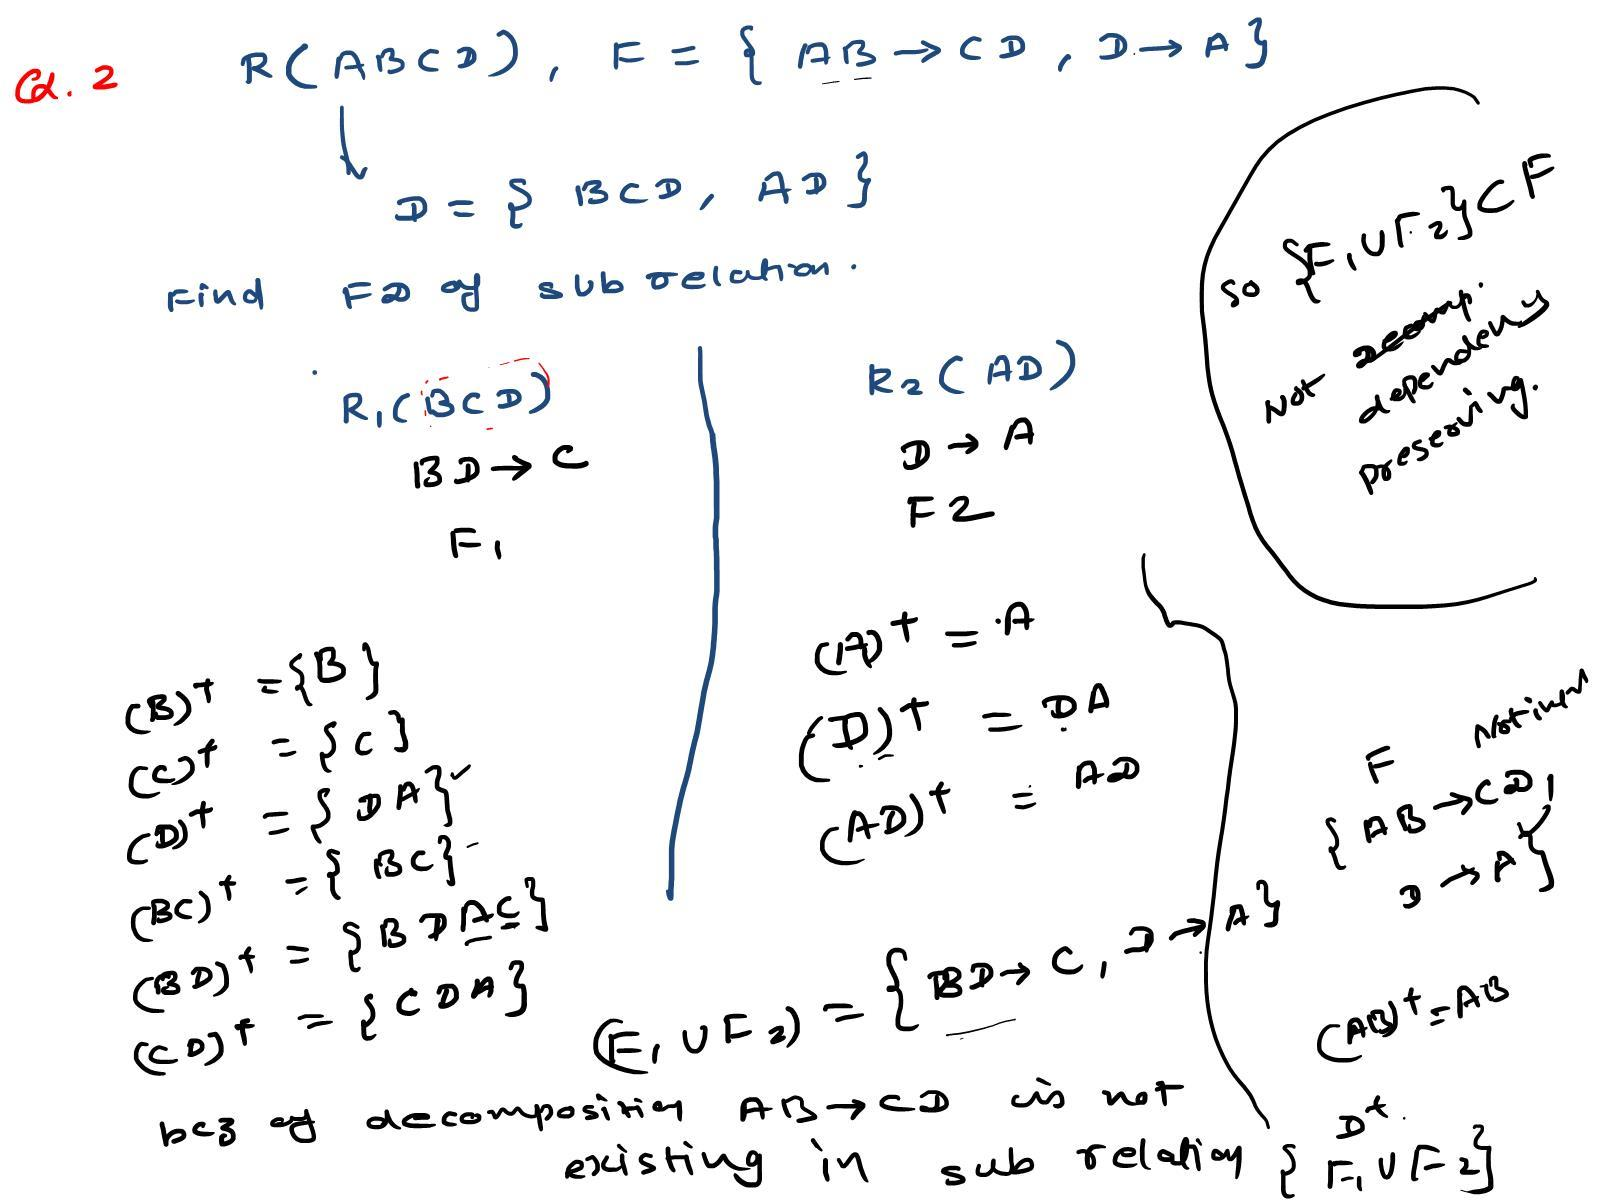 Q.2 R(ABCD), F = { AB → CD, D → A }
D = { BCD, AD }
Find FD of sub relation.
R1(BCD)
BD → C
F1
(B)+ = {B}
(C)+ = {C}
(D)+ = { DA } ✓
(BC)+ = { BC }
(BD)+ = { BDAC }
(CD)+ = { CDA }
R2(AD)
D → A
F2
(A)+ = A
(D)+ = DA
(AD)+ = AD
(F1 ∪ F2) = { BD → C, D → A }
bcz of decomposition AB → CD is not
existing in sub relation
so {F1 ∪ F2} ⊂ F
Not decomp.
dependency
preserving.
F
{ AB → CD,
D → A }
(AB)+ = AB
D+
{ F1 ∪ F2 }